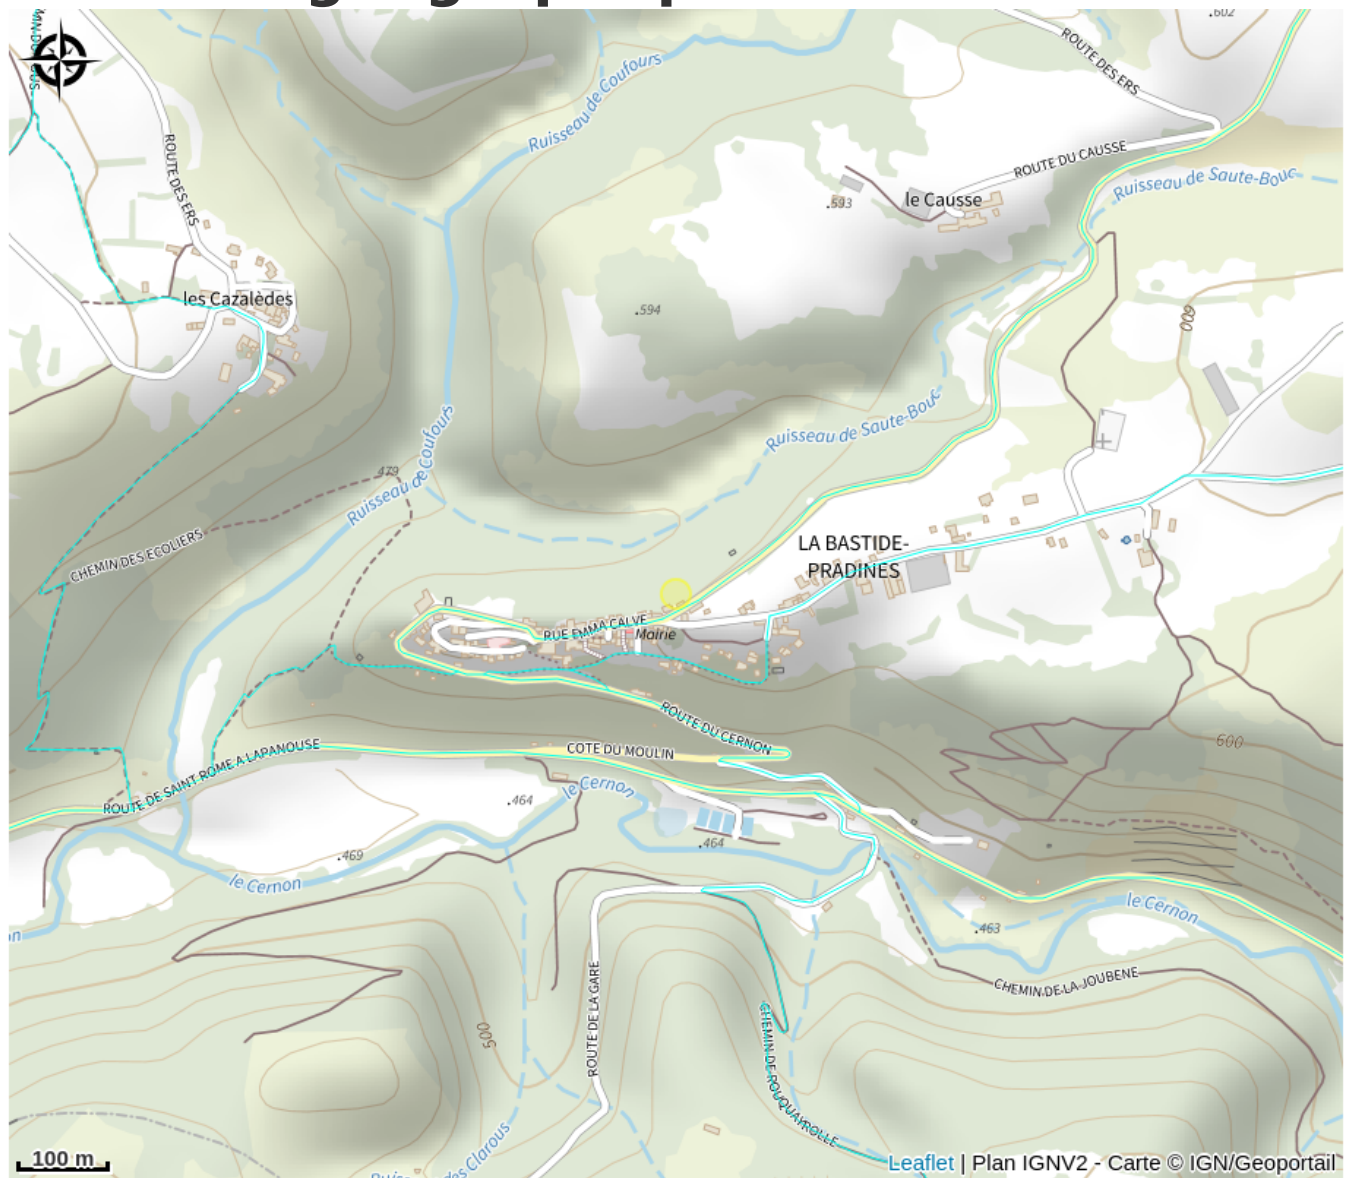 .602
ROUTE DES ERS
Ruisseau de Coufours
ROUTE DES ERS
ROUTE DU CAUSSE
Ruisseau de Saute-Bouc
le Causse
.593
les Cazalèdes
.594
600
Ruisseau de Saute-Bouc
Ruisseau de Coufours
479
CHEMIN DES ECOLIERS
LA BASTIDE-
PRADINES
RUE EMMA CALVE
Mairie
ROUTE DU CERNON
600
COTE DU MOULIN
ROUTE DE SAINT ROME A LAPANOUSE
le Cernon
.464
.464
.469
le Cernon
le Cernon
.463
CHEMIN DE LA JOUBENE
ROUTE DE LA GARE
500
CHEMIN DE ROUQUAYROLLE
des Clarous
100 m
Leaflet | Plan IGNV2 - Carte © IGN/Geoportail